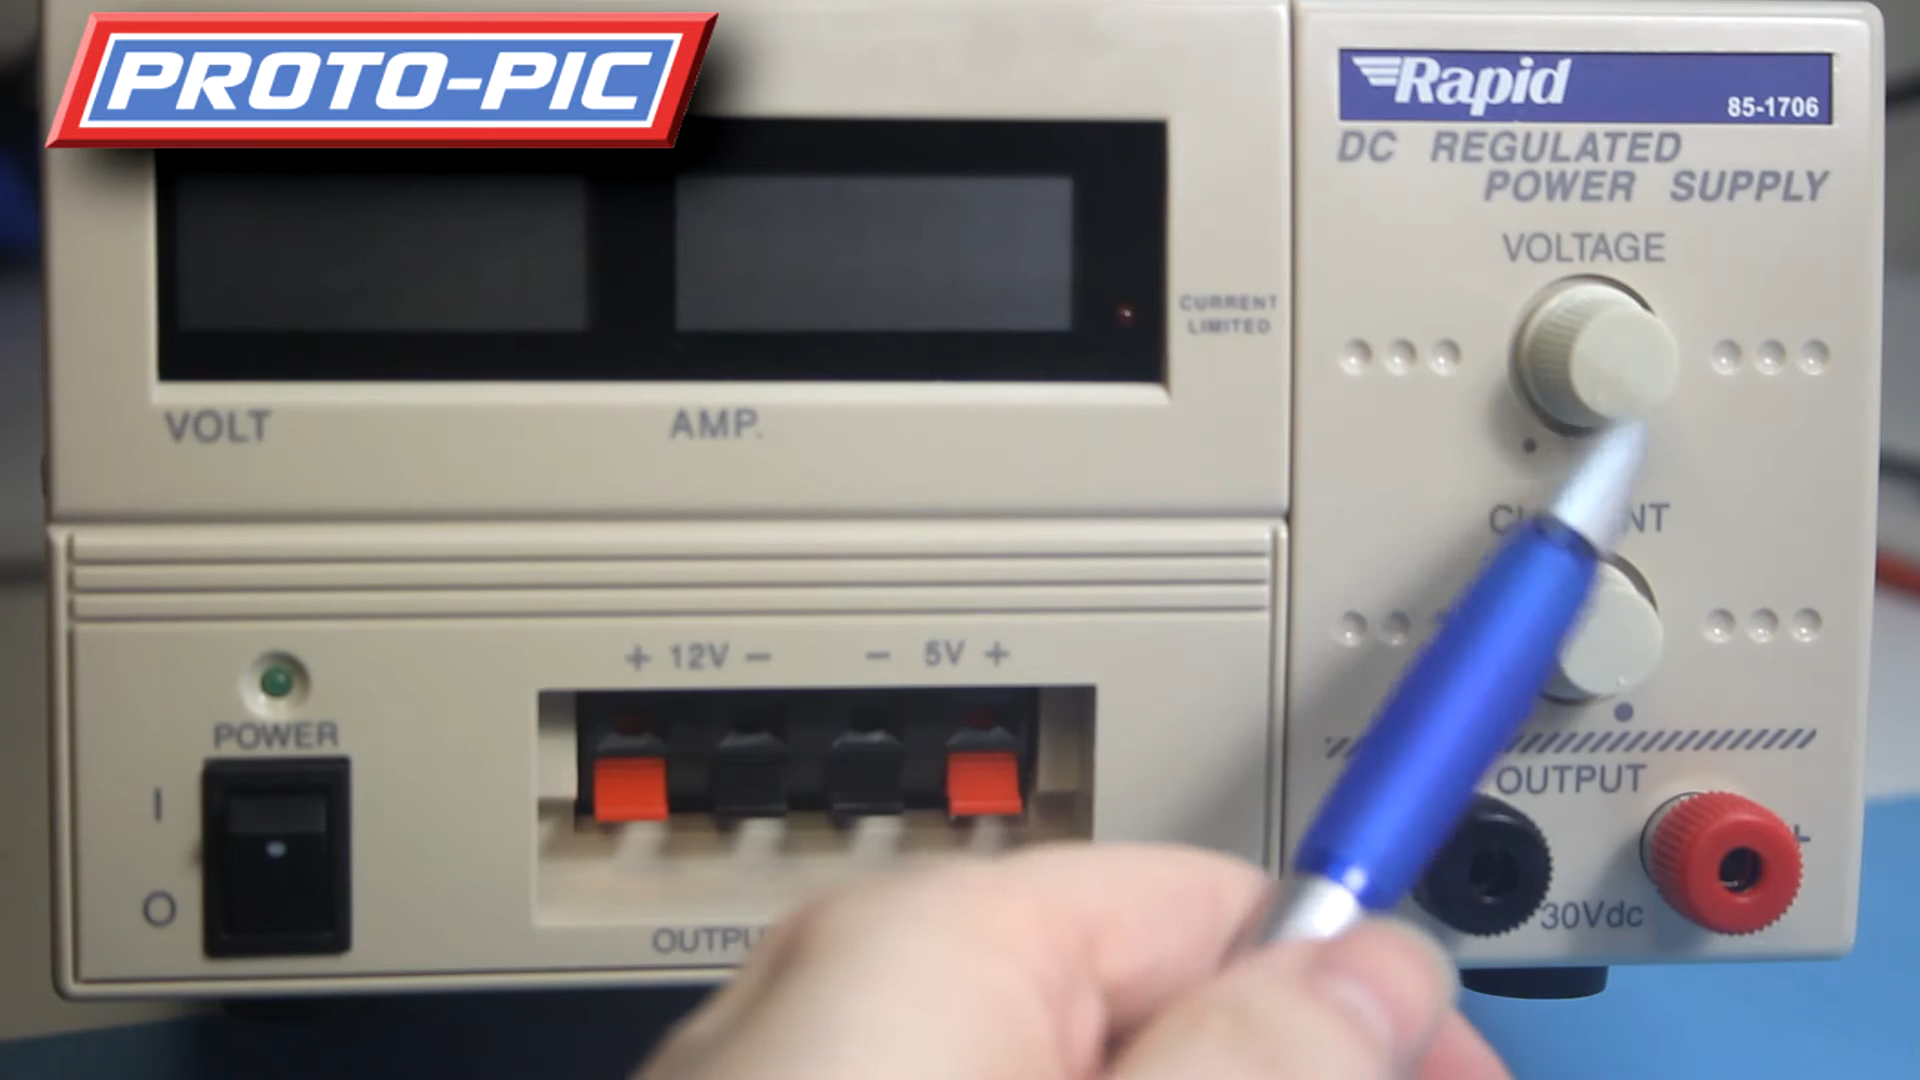 PROTO-PIC
Rapid
85-1706
DC REGULATED
POWER SUPPLY
VOLTAGE
CURRENT
LIMITED
VOLT
AMP.
+ 12V − − 5V +
POWER
I
O
OUTPUT
30Vdc
+